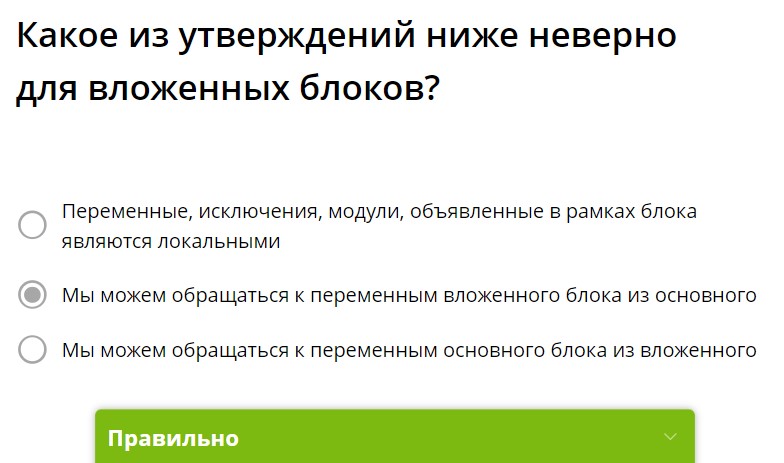 Какое из утверждений ниже неверно
для вложенных блоков?
Переменные, исключения, модули, объявленные в рамках блока
являются локальными
Мы можем обращаться к переменным вложенного блока из основного
Мы можем обращаться к переменным основного блока из вложенного
Правильно